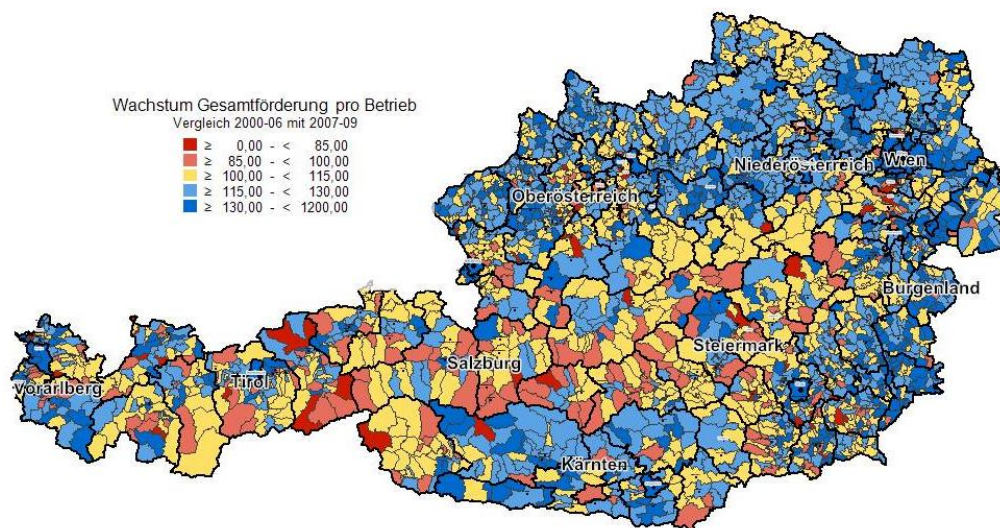 Wachstum Gesamtförderung pro Betrieb
Vergleich 2000-06 mit 2007-09
≥ 0,00 - < 85,00
≥ 85,00 - < 100,00
≥ 100,00 - < 115,00
≥ 115,00 - < 130,00
≥ 130,00 - < 1200,00
Niederösterreich
Wien
Oberösterreich
Burgenland
Steiermark
Salzburg
Tirol
Vorarlberg
Kärnten